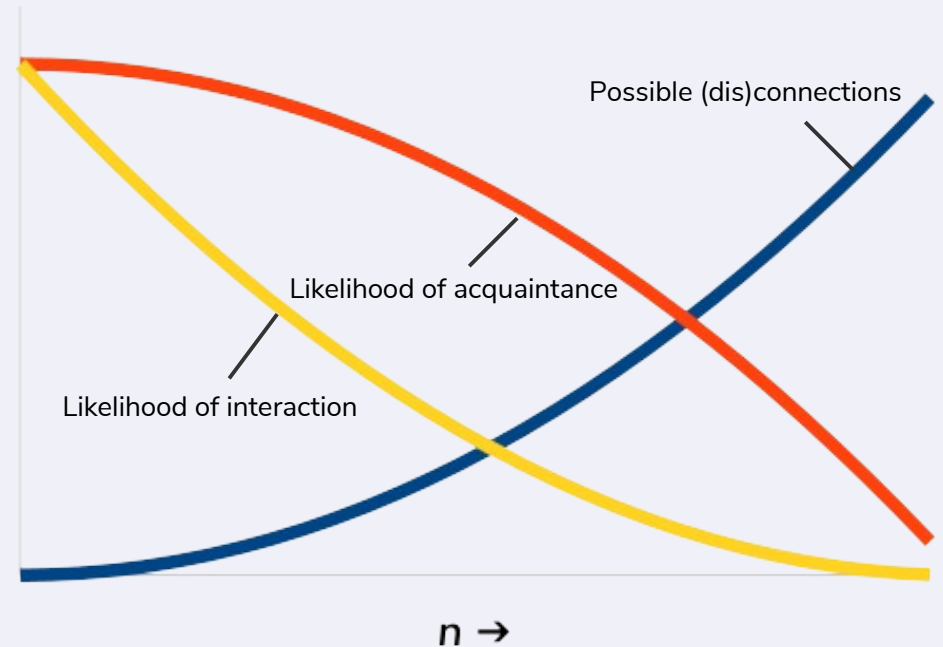 Possible (dis)connections
Likelihood of acquaintance
Likelihood of interaction
n →